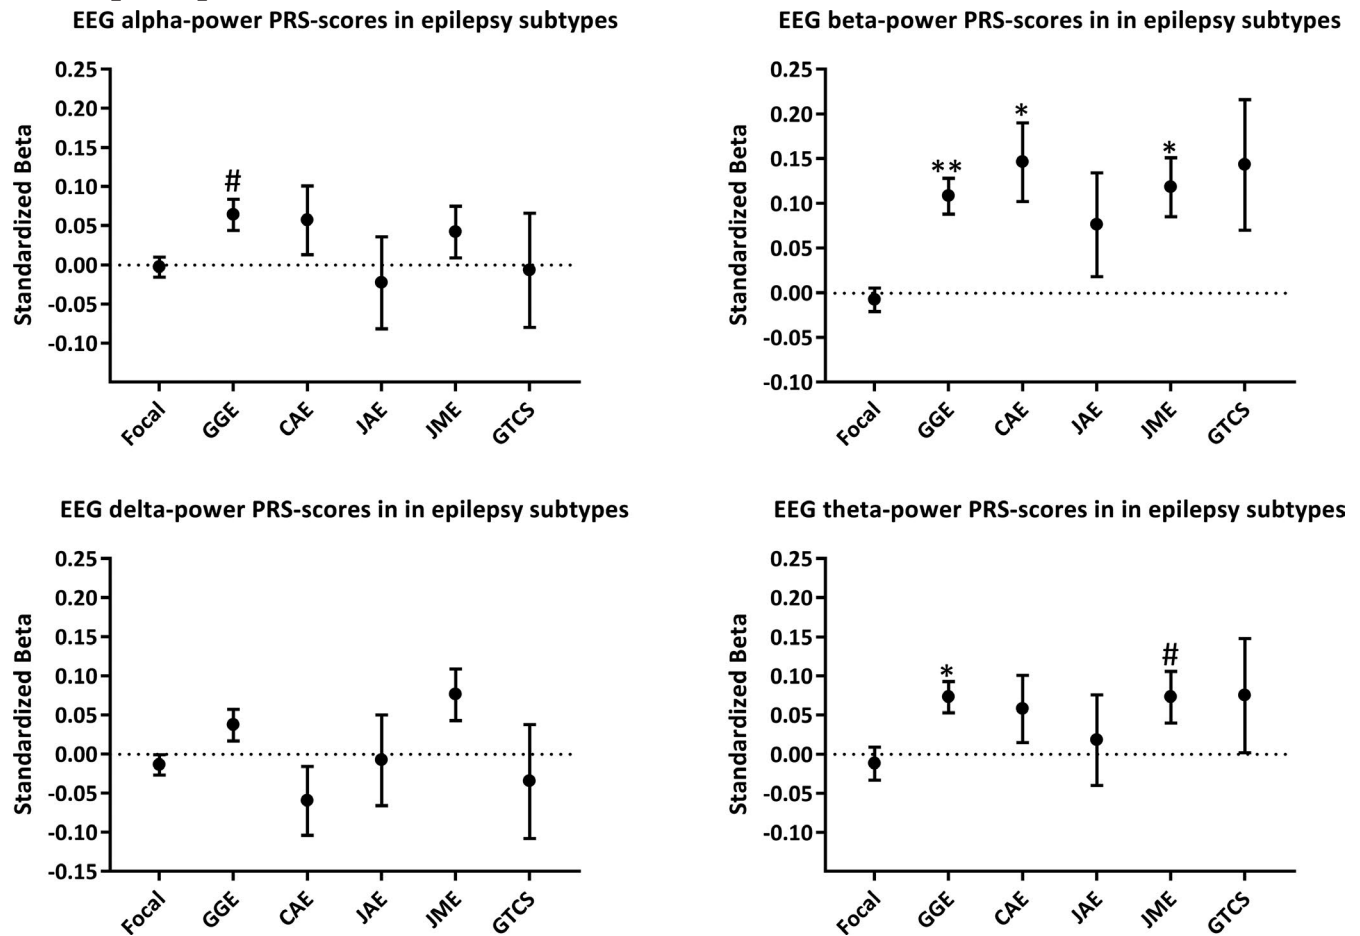 EEG alpha-power PRS-scores in epilepsy subtypes
Standardized Beta
0.25
0.20
0.15
0.10
0.05
0.00
-0.05
-0.10
#
Focal
GGE
CAE
JAE
JME
GTCS
EEG beta-power PRS-scores in in epilepsy subtypes
Standardized Beta
0.25
0.20
0.15
0.10
0.05
0.00
-0.05
-0.10
**
*
*
Focal
GGE
CAE
JAE
JME
GTCS
EEG delta-power PRS-scores in in epilepsy subtypes
Standardized Beta
0.25
0.20
0.15
0.10
0.05
0.00
-0.05
-0.10
-0.15
Focal
GGE
CAE
JAE
JME
GTCS
EEG theta-power PRS-scores in in epilepsy subtypes
Standardized Beta
0.25
0.20
0.15
0.10
0.05
0.00
-0.05
-0.10
*
#
Focal
GGE
CAE
JAE
JME
GTCS